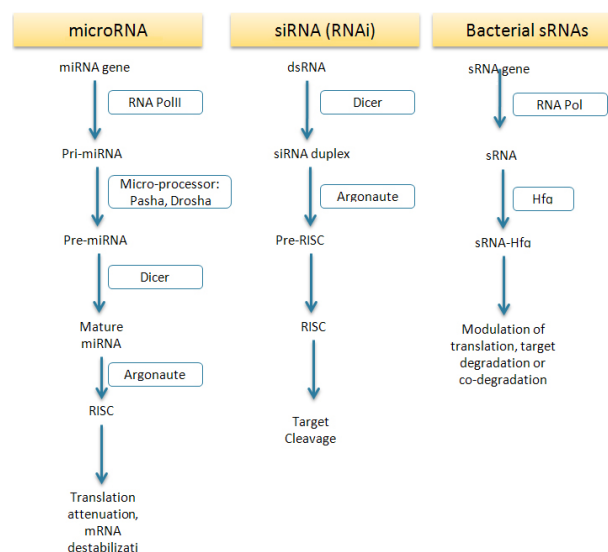 microRNA
miRNA gene
RNA PolII
Pri-miRNA
Micro-processor:
Pasha, Drosha
Pre-miRNA
Dicer
Mature
miRNA
Argonaute
RISC
Translation
attenuation,
mRNA
destabilizati
siRNA (RNAi)
dsRNA
Dicer
siRNA duplex
Argonaute
Pre-RISC
RISC
Target
Cleavage
Bacterial sRNAs
sRNA gene
RNA Pol
sRNA
Hfq
sRNA-Hfq
Modulation of
translation, target
degradation or
co-degradation